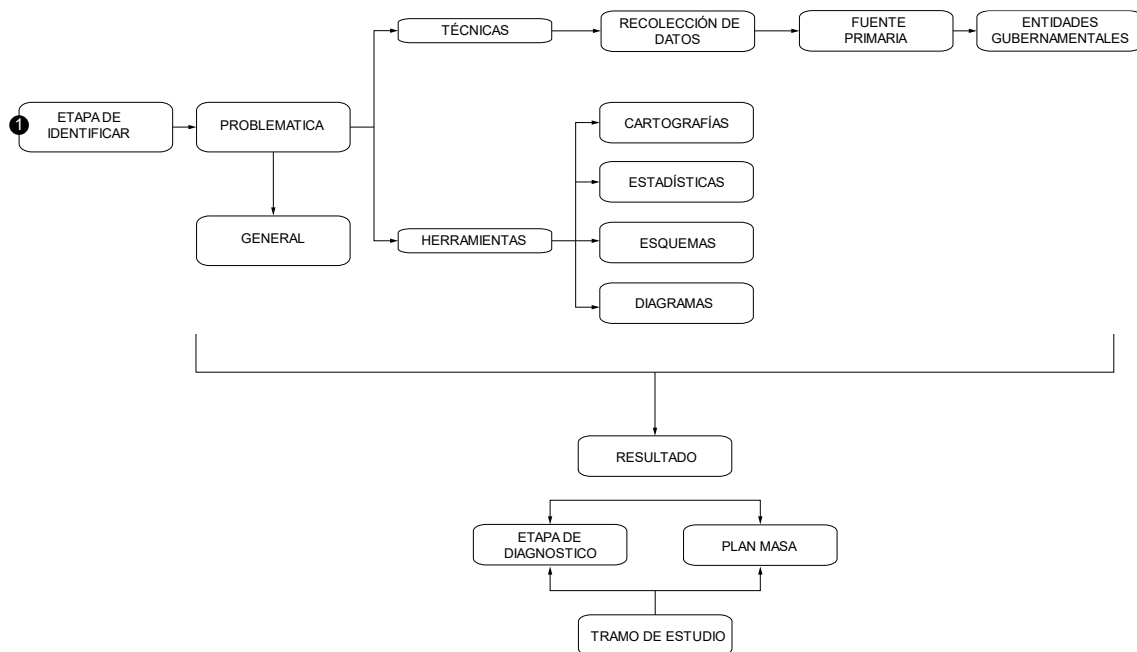 TÉCNICAS
RECOLECCIÓN DE
DATOS
FUENTE
PRIMARIA
ENTIDADES
GUBERNAMENTALES
1
ETAPA DE
IDENTIFICAR
PROBLEMATICA
GENERAL
HERRAMIENTAS
CARTOGRAFÍAS
ESTADÍSTICAS
ESQUEMAS
DIAGRAMAS
RESULTADO
ETAPA DE
DIAGNOSTICO
PLAN MASA
TRAMO DE ESTUDIO